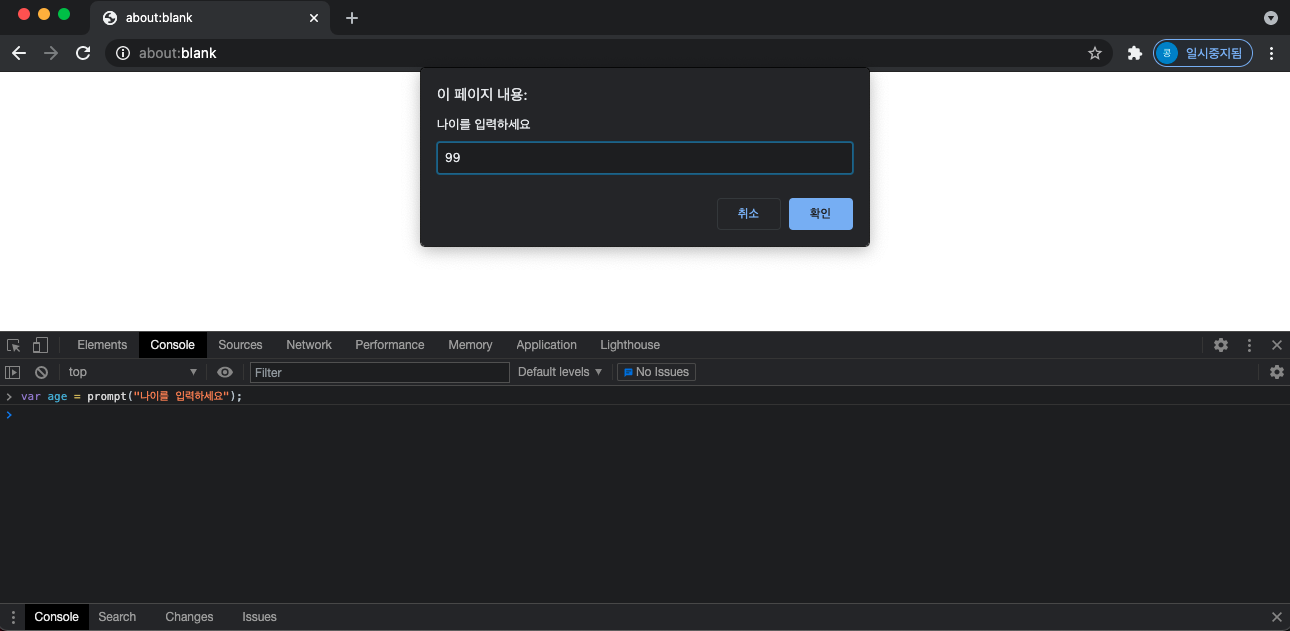 about:blank
about:blank
공 일시중지됨
이 페이지 내용:
나이를 입력하세요
99
취소 확인
Elements Console Sources Network Performance Memory Application Lighthouse
top Filter Default levels No Issues
var age = prompt("나이를 입력하세요");
Console Search Changes Issues